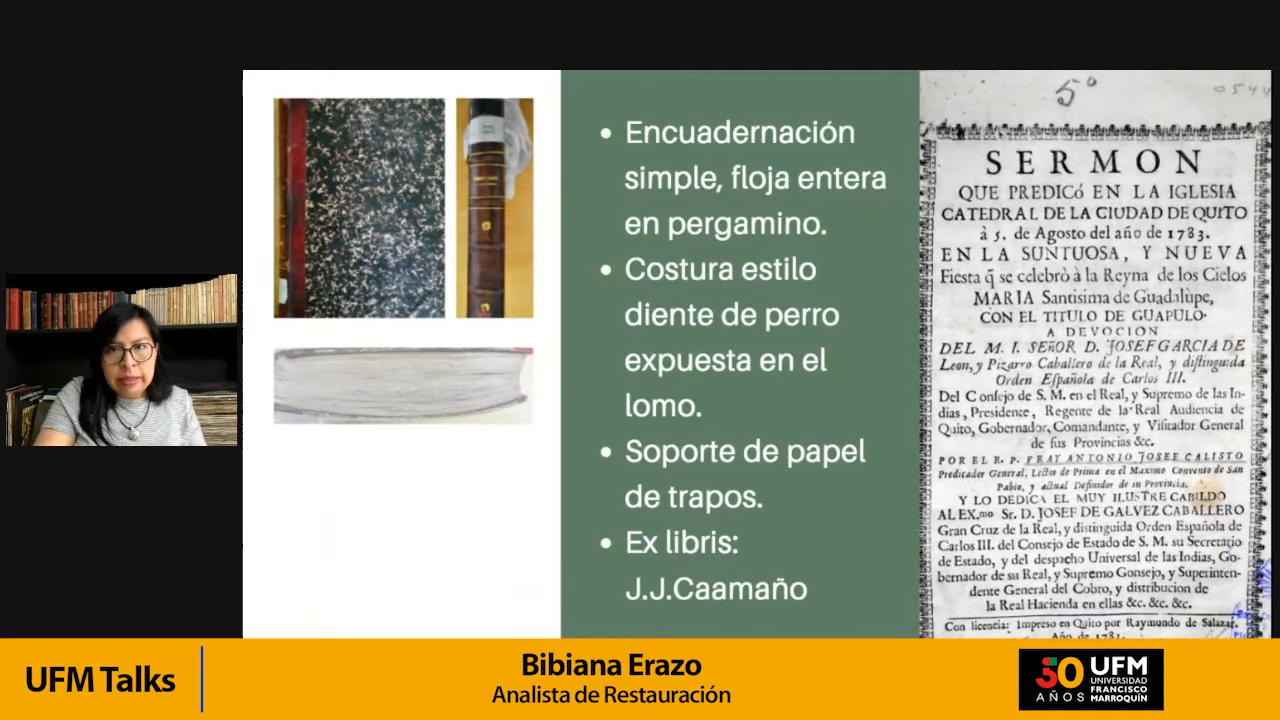 • Encuadernación
simple, floja entera
en pergamino.
• Costura estilo
diente de perro
expuesta en el
lomo.
• Soporte de papel
de trapos.
• Ex libris:
J.J.Caamaño
5º
SERMON
QUE PREDICó EN LA IGLESIA
CATEDRAL DE LA CIUDAD DE QUITO
à 5. de Agosto del año de 1783.
EN LA SUNTUOSA, Y NUEVA
Fiesta q̃ se celebrò à la Reyna de los Cielos
MARIA Santisima de Guadalupe,
CON EL TITULO DE GUAPULO.
A DEVOCION
DEL M. I. SEñOR D. JOSEF GARCIA DE
Leon, y Pizarro Caballero de la Real, y distinguida
Orden Española de Carlos III.
Del Consejo de S. M. en el Real, y Supremo de las In-
dias, Presidente, Regente de la Real Audiencia de
Quito, Gobernador, Comandante, y Visitador General
de sus Provincias &c.
POR EL R. P. FRAT ANTONIO JOSEF CALISTO
Predicador General, Lector de Prima en el Maximo Convento de San
Pablo, y actual Definidor de su Provincia.
Y LO DEDICA EL MUY ILUSTRE CABILDO
AL EX.mo Sr. D. JOSEF DE GALVEZ CABALLERO
Gran Cruz de la Real, y distinguida Orden Española de
Carlos III. del Consejo de Estado de S. M. su Secretario
de Estado, y del despacho Universal de las Indias, Go-
bernador de su Real, y Supremo Gonsejo, y Superinten-
dente General del Cobro, y distribucion de
la Real Hacienda en ellas &c. &c. &c.
Con licencia: Impreso en Quito por Raymundo de Salazar.
UFM Talks
Bibiana Erazo
Analista de Restauración
50
AÑOS
UFM
UNIVERSIDAD
FRANCISCO
MARROQUÍN